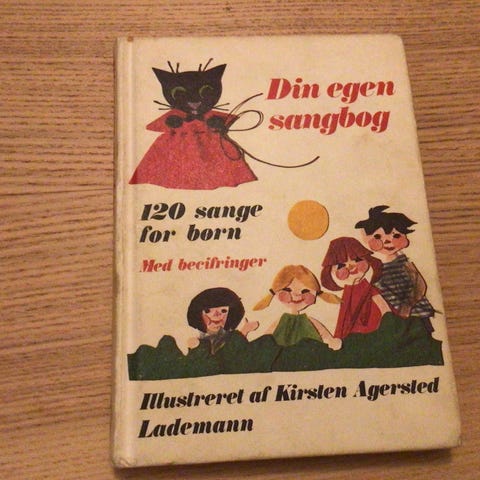 Din egen
sangbog
120 sange
for børn
Med becifringer
Illustreret af Kirsten Agersted
Lademann